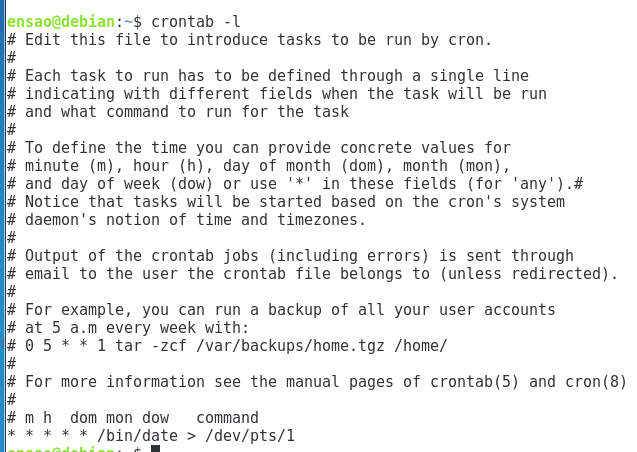 ensao@debian:~$ crontab -l
# Edit this file to introduce tasks to be run by cron.
#
# Each task to run has to be defined through a single line
# indicating with different fields when the task will be run
# and what command to run for the task
#
# To define the time you can provide concrete values for
# minute (m), hour (h), day of month (dom), month (mon),
# and day of week (dow) or use '*' in these fields (for 'any').#
# Notice that tasks will be started based on the cron's system
# daemon's notion of time and timezones.
#
# Output of the crontab jobs (including errors) is sent through
# email to the user the crontab file belongs to (unless redirected).
#
# For example, you can run a backup of all your user accounts
# at 5 a.m every week with:
# 0 5 * * 1 tar -zcf /var/backups/home.tgz /home/
#
# For more information see the manual pages of crontab(5) and cron(8)
#
# m h  dom mon dow   command
* * * * * /bin/date > /dev/pts/1
ensao@debian:~$